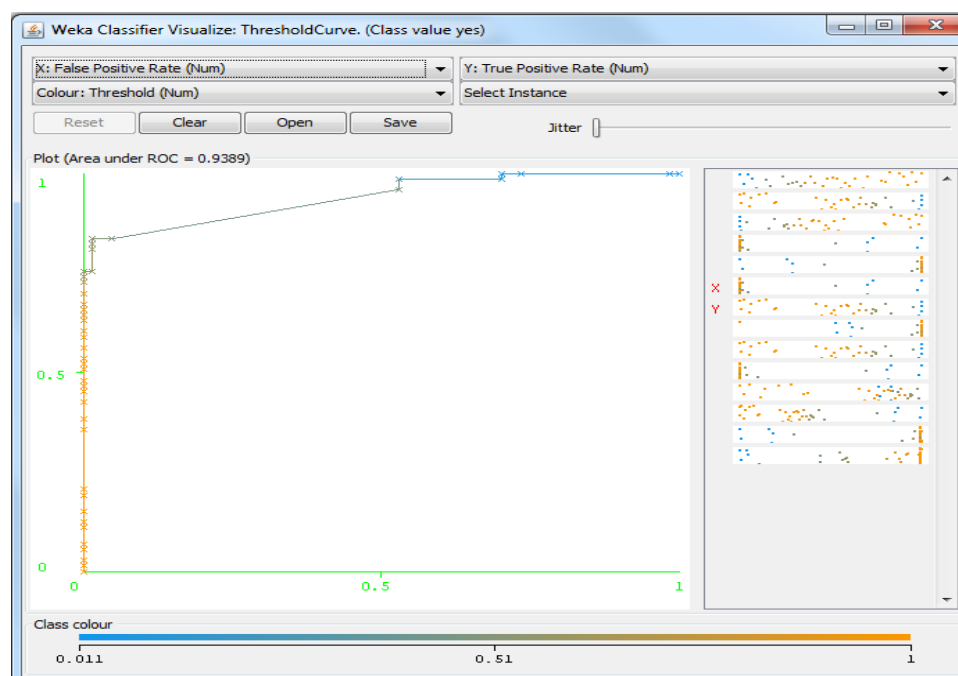 Weka Classifier Visualize: ThresholdCurve. (Class value yes)
X: False Positive Rate (Num)
Y: True Positive Rate (Num)
Colour: Threshold (Num)
Select Instance
Reset
Clear
Open
Save
Jitter
Plot (Area under ROC = 0.9389)
1
0.5
0
0
0.5
1
X
Y
Class colour
0.011
0.51
1